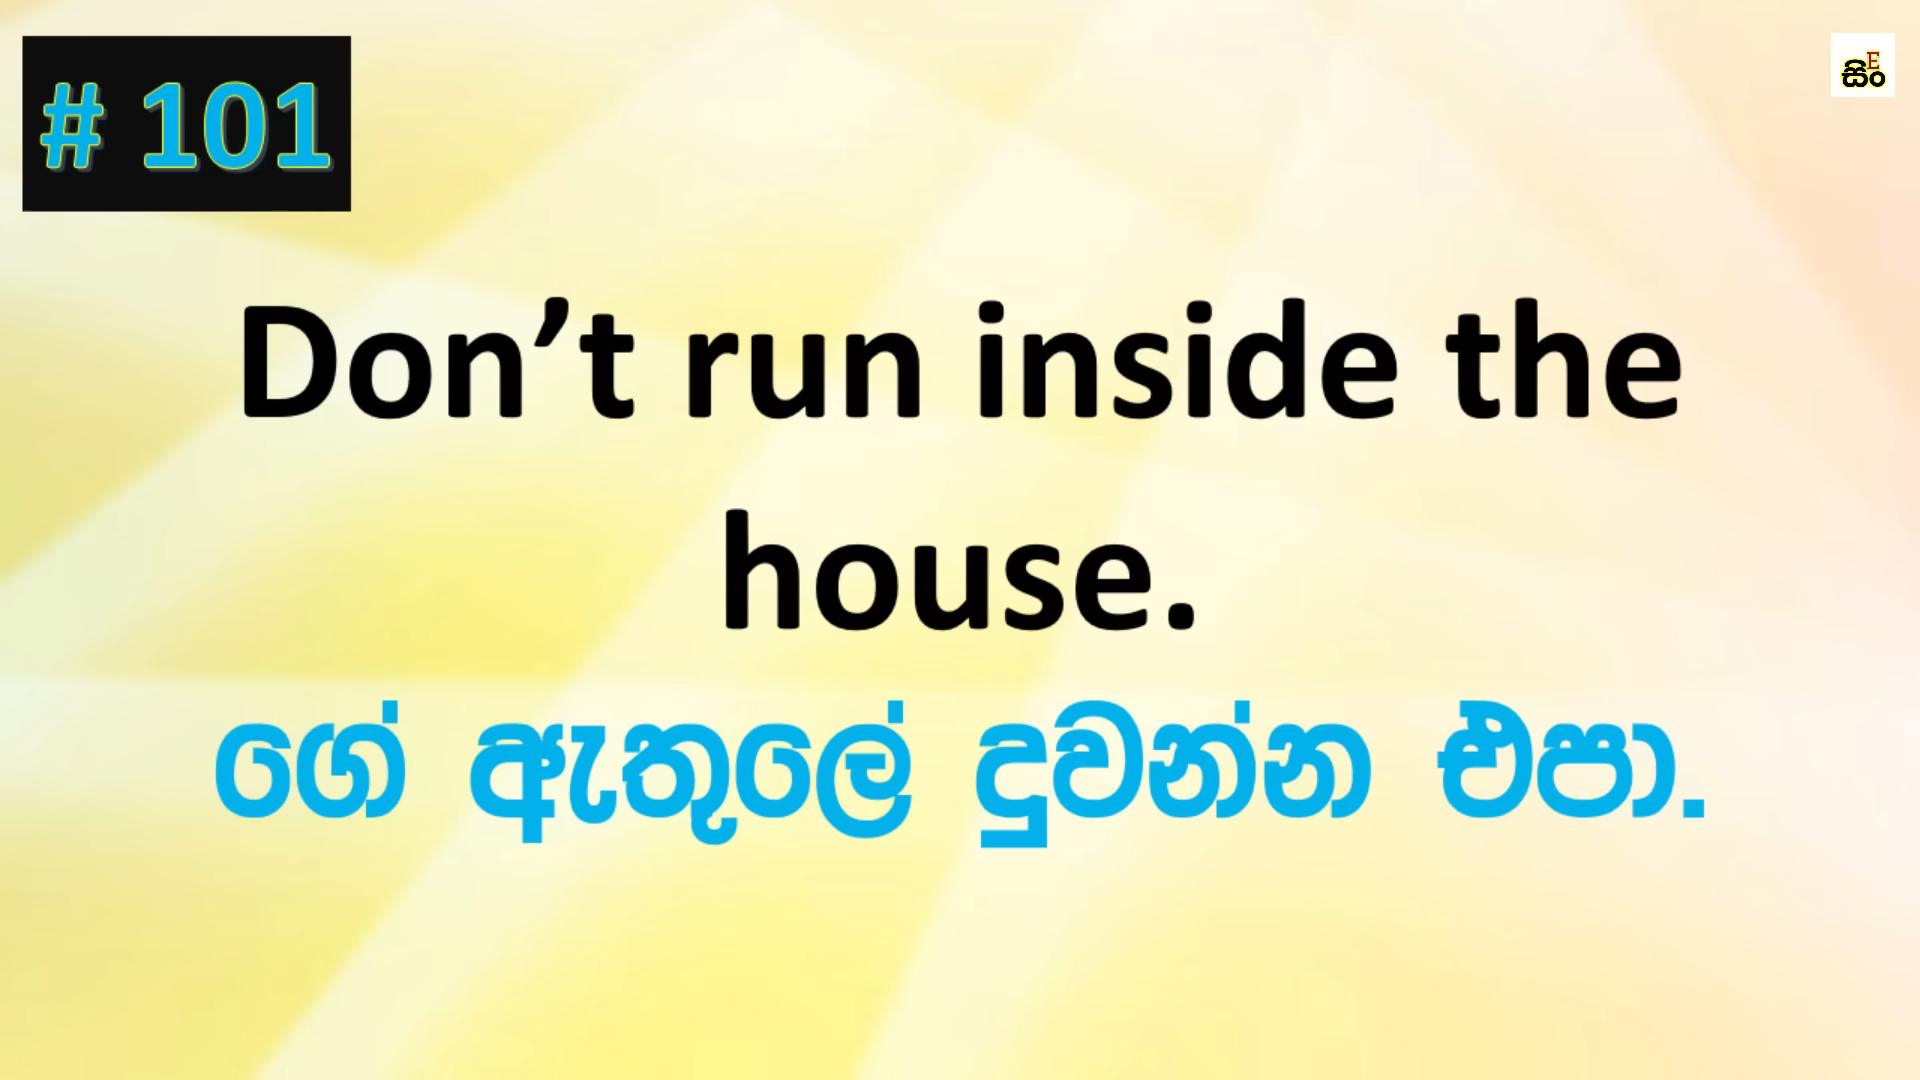 # 101
සිං
E
Don’t run inside the
house.
ගේ ඇතුලේ දුවන්න එපා.